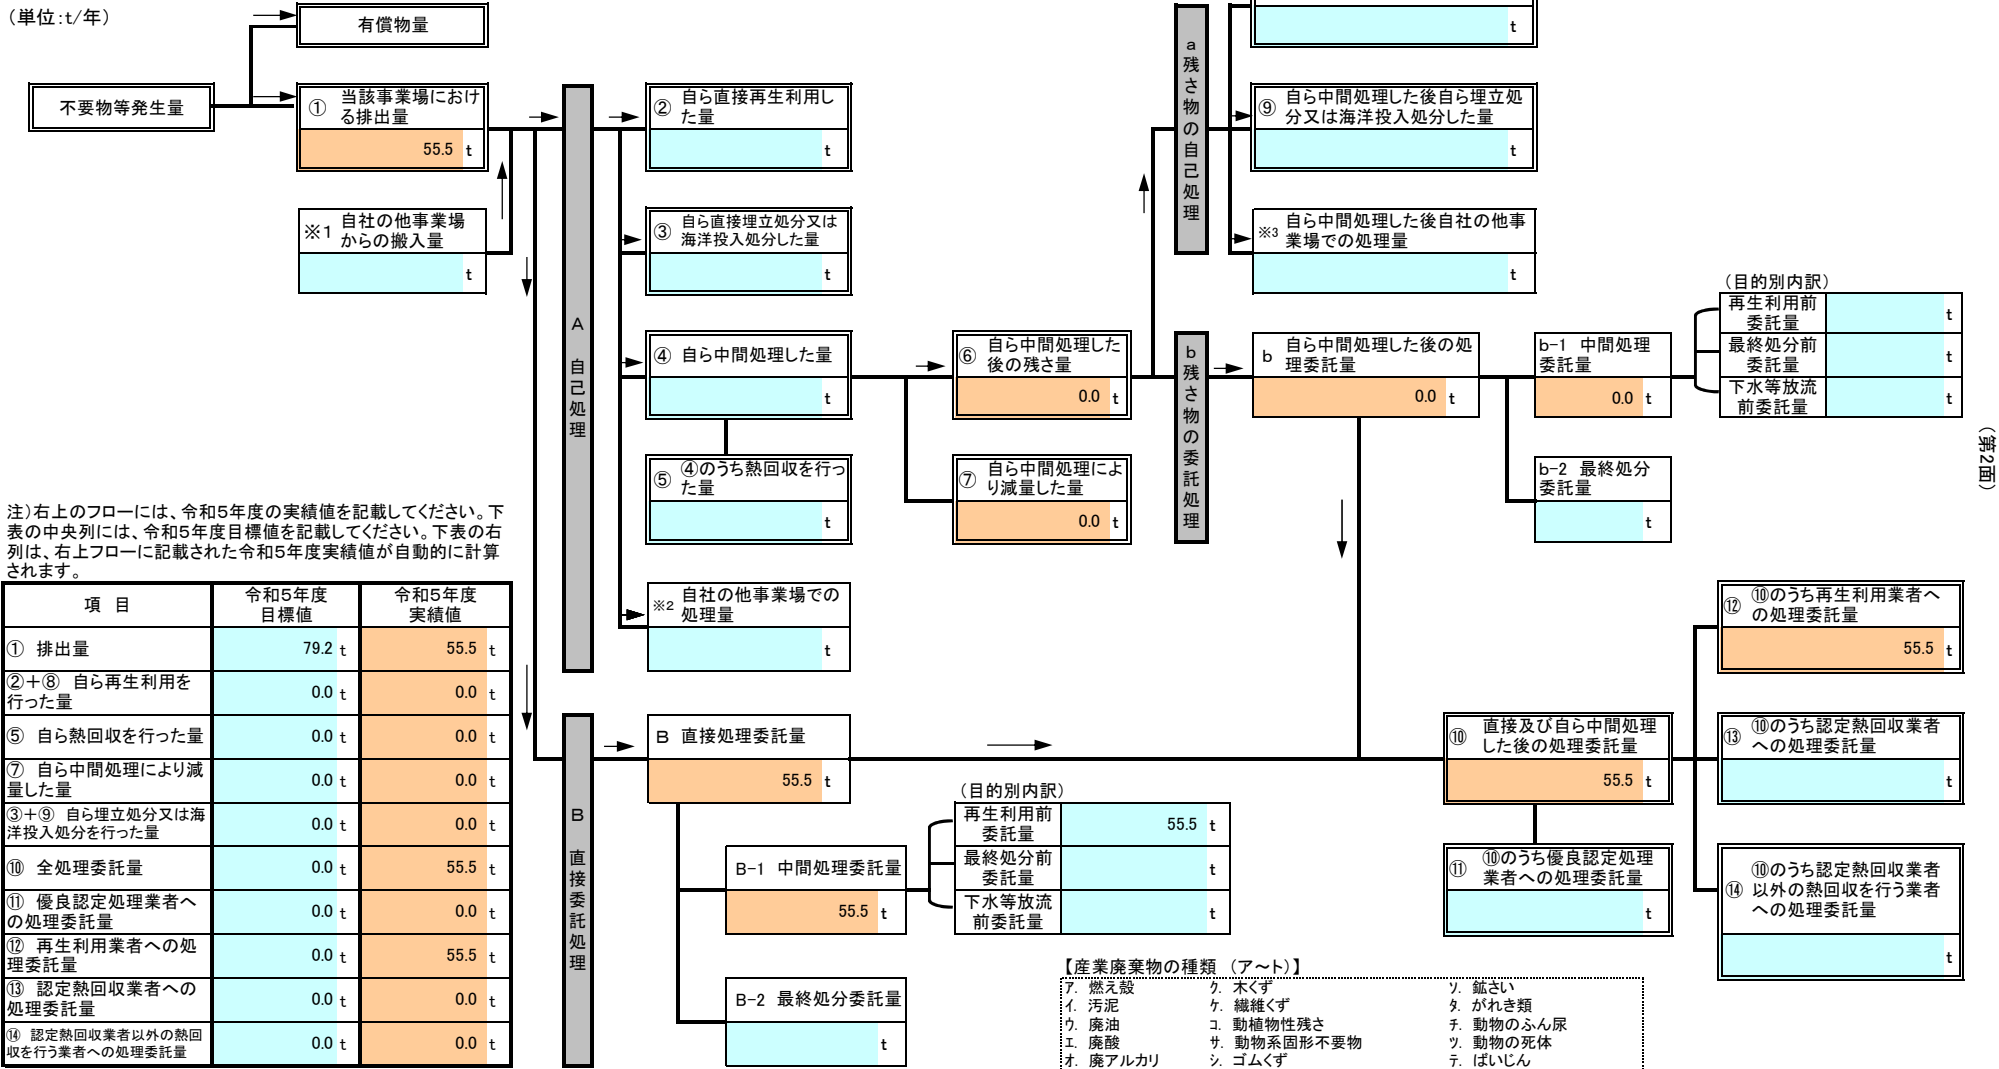 （単位：ｔ/年）
有償物量
不要物等発生量
① 当該事業場におけ
る排出量
55.5 t
※1 自社の他事業場
からの搬入量
t
A 自己処理
② 自ら直接再生利用し
た量
t
③ 自ら直接埋立処分又は
海洋投入処分した量
t
④ 自ら中間処理した量
t
⑤ ④のうち熱回収を行っ
た量
t
※2 自社の他事業場での
処理量
t
⑥ 自ら中間処理した
後の残さ量
0.0 t
⑦ 自ら中間処理によ
り減量した量
0.0 t
a残さ物の自己処理
t
⑨ 自ら中間処理した後自ら埋立処
分又は海洋投入処分した量
t
※3 自ら中間処理した後自社の他事
業場での処理量
t
b残さ物の委託処理
b 自ら中間処理した後の処
理委託量
0.0 t
b-1 中間処理
委託量
0.0 t
b-2 最終処分
委託量
t
（目的別内訳）
再生利用前
委託量 t
最終処分前
委託量 t
下水等放流
前委託量 t
（第2面）
注）右上のフローには、令和5年度の実績値を記載してください。下
表の中央列には、令和5年度目標値を記載してください。下表の右
列は、右上フローに記載された令和5年度実績値が自動的に計算
されます。
項 目 令和5年度 目標値 令和5年度 実績値
① 排出量 79.2 t 55.5 t
②＋⑧ 自ら再生利用を
行った量 0.0 t 0.0 t
⑤ 自ら熱回収を行った量 0.0 t 0.0 t
⑦ 自ら中間処理により減
量した量 0.0 t 0.0 t
③＋⑨ 自ら埋立処分又は海
洋投入処分を行った量 0.0 t 0.0 t
⑩ 全処理委託量 0.0 t 55.5 t
⑪ 優良認定処理業者へ
の処理委託量 0.0 t 0.0 t
⑫ 再生利用業者への処
理委託量 0.0 t 55.5 t
⑬ 認定熱回収業者への
処理委託量 0.0 t 0.0 t
⑭ 認定熱回収業者以外の熱回
収を行う業者への処理委託量 0.0 t 0.0 t
B 直接委託処理
B 直接処理委託量
55.5 t
B-1 中間処理委託量
55.5 t
B-2 最終処分委託量
t
（目的別内訳）
再生利用前
委託量 55.5 t
最終処分前
委託量 t
下水等放流
前委託量 t
⑩ 直接及び自ら中間処理
した後の処理委託量
55.5 t
⑪ ⑩のうち優良認定処理
業者への処理委託量
t
⑫ ⑩のうち再生利用業者へ
の処理委託量
55.5 t
⑬ ⑩のうち認定熱回収業者
への処理委託量
t
⑭ ⑩のうち認定熱回収業者
以外の熱回収を行う業者
への処理委託量
t
【産業廃棄物の種類 （ア～ト）】
ア. 燃え殻 ク. 木くず ソ. 鉱さい
イ. 汚泥 ケ. 繊維くず タ. がれき類
ウ. 廃油 コ. 動植物性残さ チ. 動物のふん尿
エ. 廃酸 サ. 動物系固形不要物 ツ. 動物の死体
オ. 廃アルカリ シ. ゴムくず テ. ばいじん